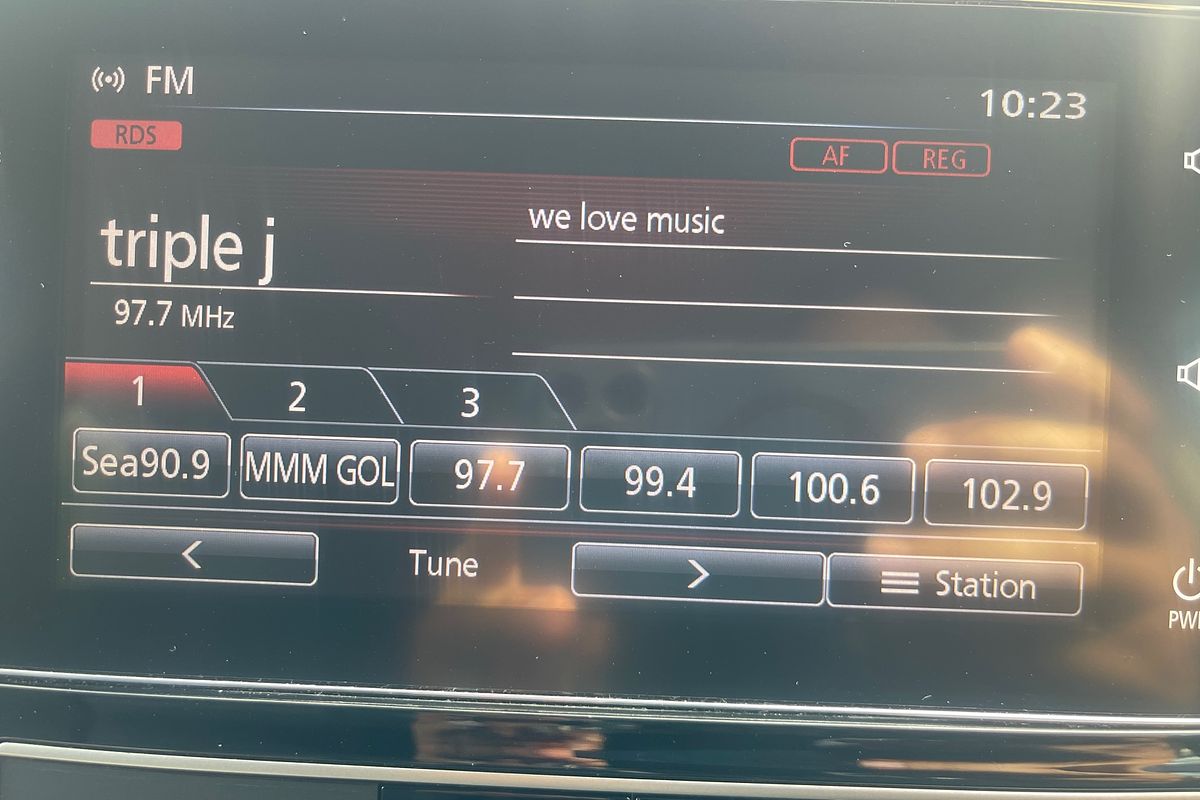 FM
10:23
RDS
AF
REG
triple j
we love music
97.7 MHz
1
2
3
Sea90.9
MMM GOL
97.7
99.4
100.6
102.9
<
Tune
>
Station